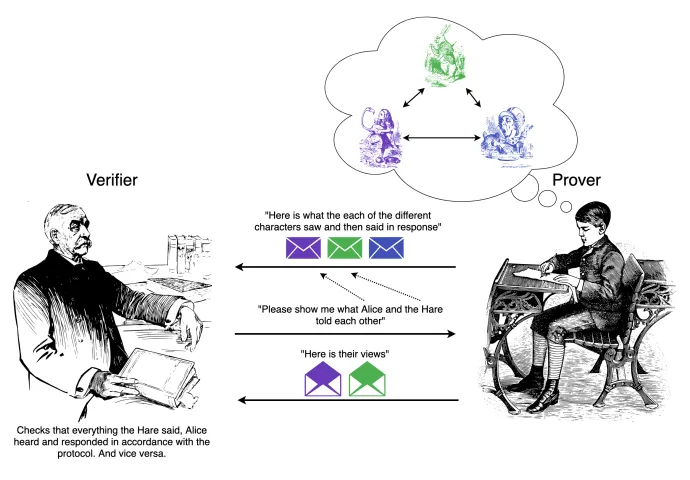 Verifier
Prover
"Here is what the each of the different
characters saw and then said in response"
"Please show me what Alice and the Hare
told each other"
"Here is their views"
Checks that everything the Hare said, Alice
heard and responded in accordance with the
protocol. And vice versa.